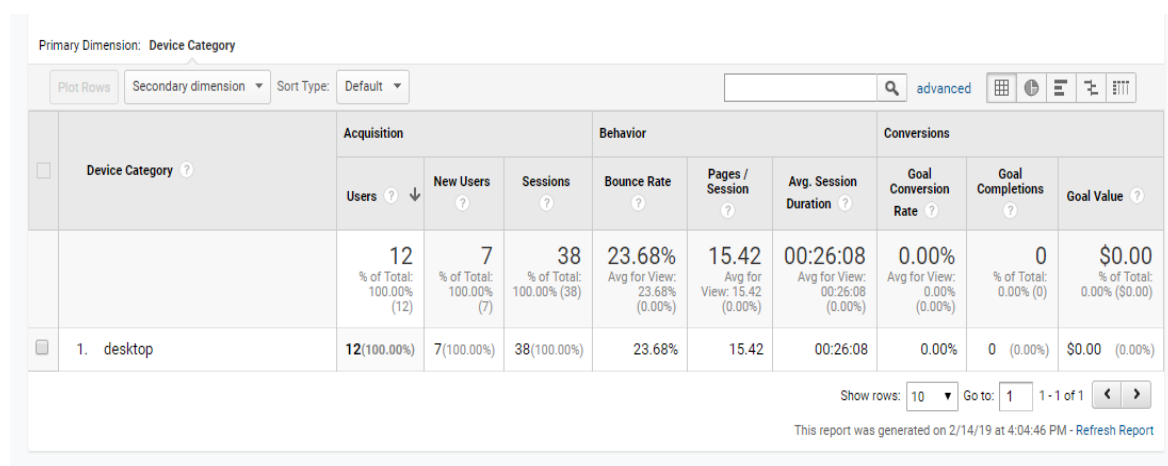 Primary Dimension: Device Category
Plot Rows Secondary dimension Sort Type: Default advanced
Acquisition Behavior Conversions
Device Category ? Users ? New Users ? Sessions ? Bounce Rate ? Pages / Session ? Avg. Session Duration ? Goal Conversion Rate ? Goal Completions ? Goal Value ?
12 7 38 23.68% 15.42 00:26:08 0.00% 0 $0.00
% of Total: 100.00% (12) % of Total: 100.00% (7) % of Total: 100.00% (38) Avg for View: 23.68% (0.00%) Avg for View: 15.42 (0.00%) Avg for View: 00:26:08 (0.00%) Avg for View: 0.00% (0.00%) % of Total: 0.00% (0) % of Total: 0.00% ($0.00)
1. desktop 12(100.00%) 7(100.00%) 38(100.00%) 23.68% 15.42 00:26:08 0.00% 0 (0.00%) $0.00 (0.00%)
Show rows: 10 Go to: 1 1 - 1 of 1
This report was generated on 2/14/19 at 4:04:46 PM - Refresh Report